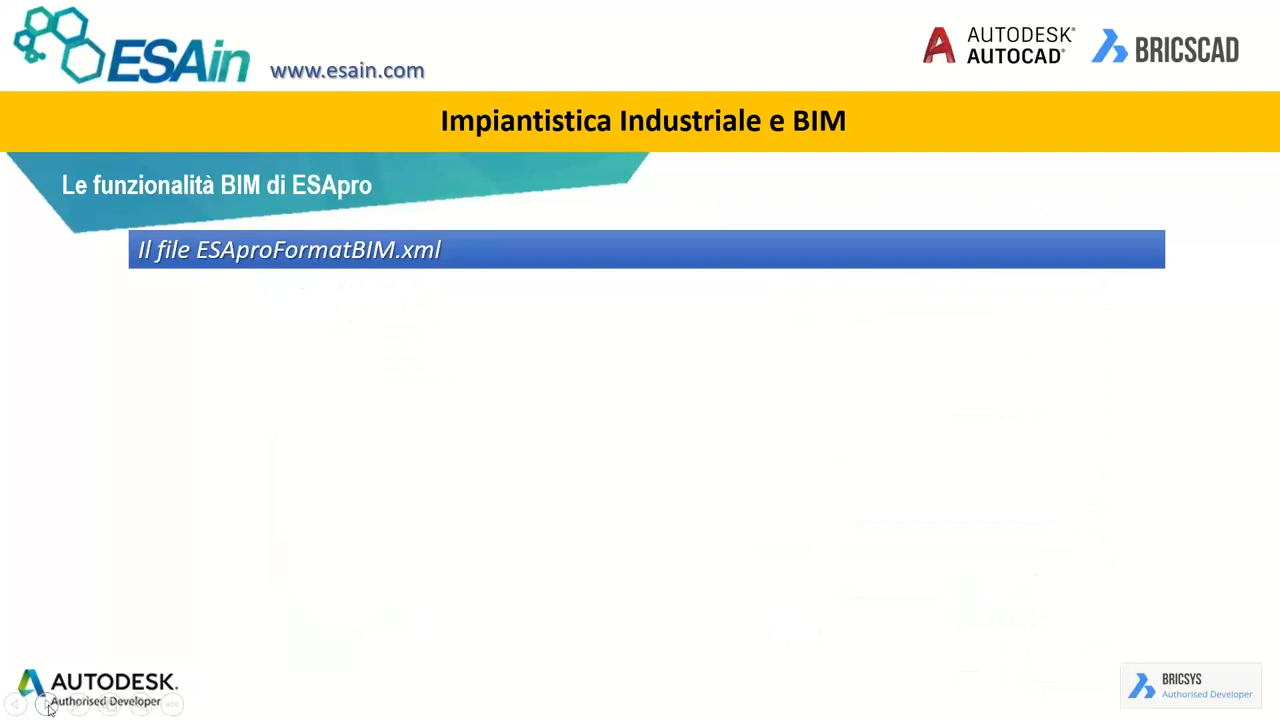 ESAin
www.esain.com
AUTODESK®
AUTOCAD®
BRICSCAD
Impiantistica Industriale e BIM
Le funzionalità BIM di ESApro
Il file ESAproFormatBIM.xml
AUTODESK.
Authorised Developer
BRICSYS
Authorised Developer